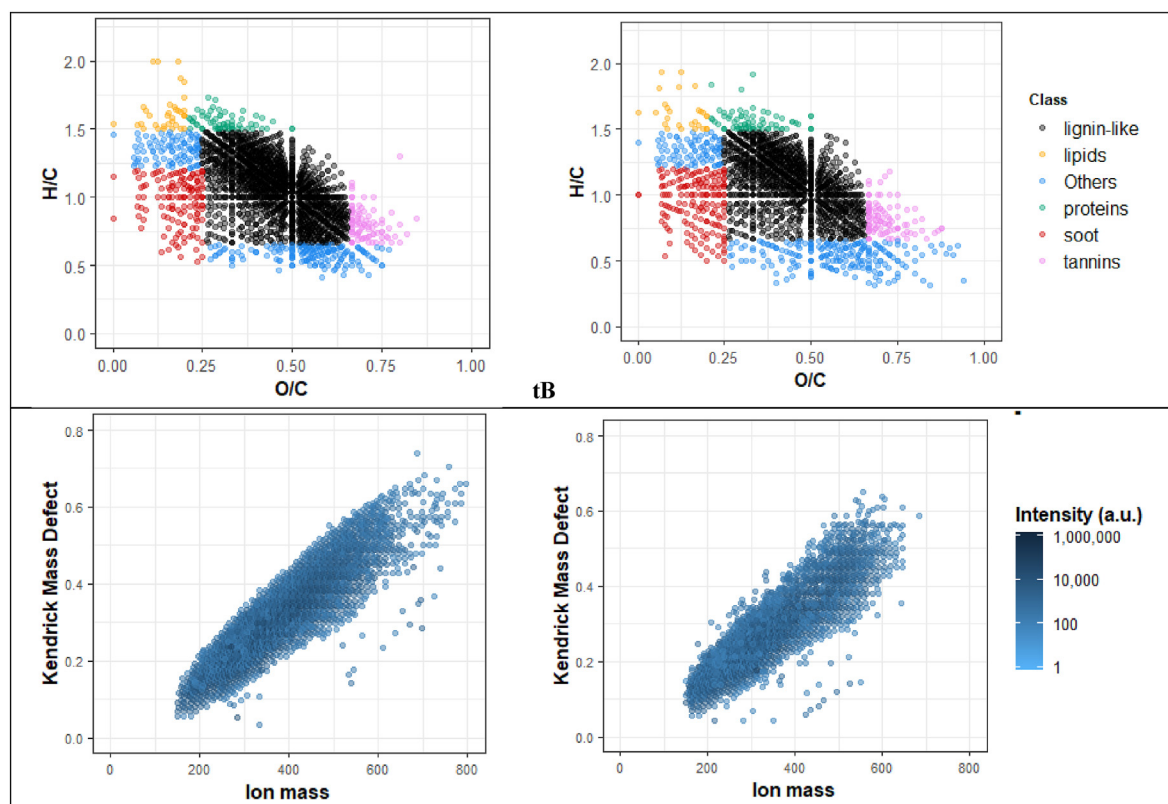 H/C
2.0
1.5
1.0
0.5
0.0
0.00 0.25 0.50 0.75 1.00
O/C
H/C
2.0
1.5
1.0
0.5
0.0
0.00 0.25 0.50 0.75 1.00
O/C
Class
lignin-like
lipids
Others
proteins
soot
tannins
tB
Kendrick Mass Defect
0.8
0.6
0.4
0.2
0.0
0 200 400 600 800
Ion mass
Kendrick Mass Defect
0.8
0.6
0.4
0.2
0.0
0 200 400 600 800
Ion mass
Intensity (a.u.)
1,000,000
10,000
100
1